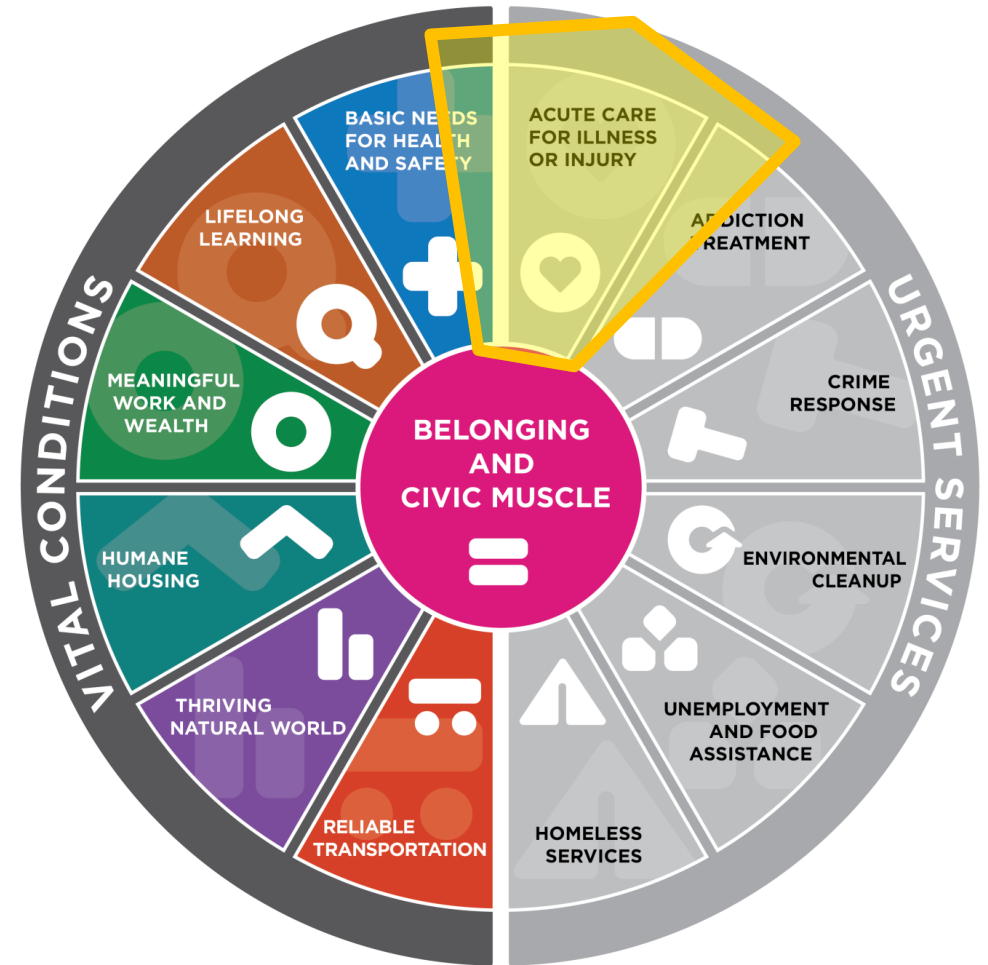 BASIC NEEDS
FOR HEALTH
AND SAFETY
ACUTE CARE
FOR ILLNESS
OR INJURY
LIFELONG
LEARNING
ADDICTION
TREATMENT
MEANINGFUL
WORK AND
WEALTH
CRIME
RESPONSE
VITAL CONDITIONS
URGENT SERVICES
BELONGING
AND
CIVIC MUSCLE
HUMANE
HOUSING
ENVIRONMENTAL
CLEANUP
THRIVING
NATURAL WORLD
UNEMPLOYMENT
AND FOOD
ASSISTANCE
RELIABLE
TRANSPORTATION
HOMELESS
SERVICES